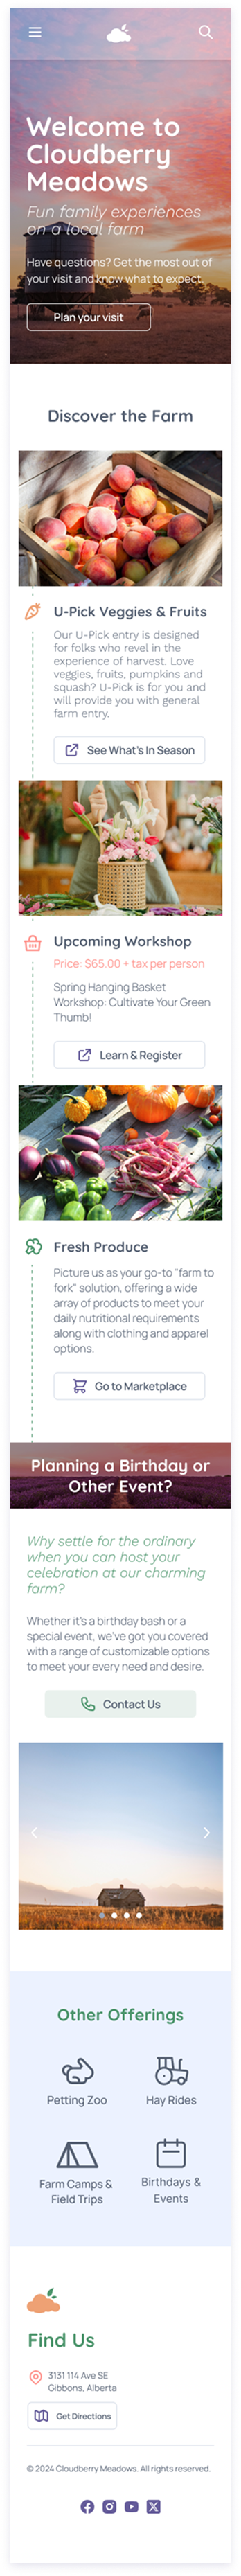 Welcome to
Cloudberry
Meadows
Fun family experiences
on a local farm
Have questions? Get the most out of
your visit and know what to expect.
Plan your visit
Discover the Farm
U-Pick Veggies & Fruits
Our U-Pick entry is designed
for folks who revel in the
experience of harvest. Love
veggies, fruits, pumpkins and
squash? U-Pick is for you and
will provide you with general
farm entry.
See What's In Season
Upcoming Workshop
Price: $65.00 + tax per person
Spring Hanging Basket
Workshop: Cultivate Your Green
Thumb!
Learn & Register
Fresh Produce
Picture us as your go-to "farm to
fork" solution, offering a wide
array of products to meet your
daily nutritional requirements
along with clothing and apparel
options.
Go to Marketplace
Planning a Birthday or
Other Event?
Why settle for the ordinary
when you can host your
celebration at our charming
farm?
Whether it's a birthday bash or a
special event, we've got you covered
with a range of customizable options
to meet your every need and desire.
Contact Us
Other Offerings
Petting Zoo
Hay Rides
Farm Camps &
Field Trips
Birthdays &
Events
Find Us
3131 114 Ave SE
Gibbons, Alberta
Get Directions
© 2024 Cloudberry Meadows. All rights reserved.